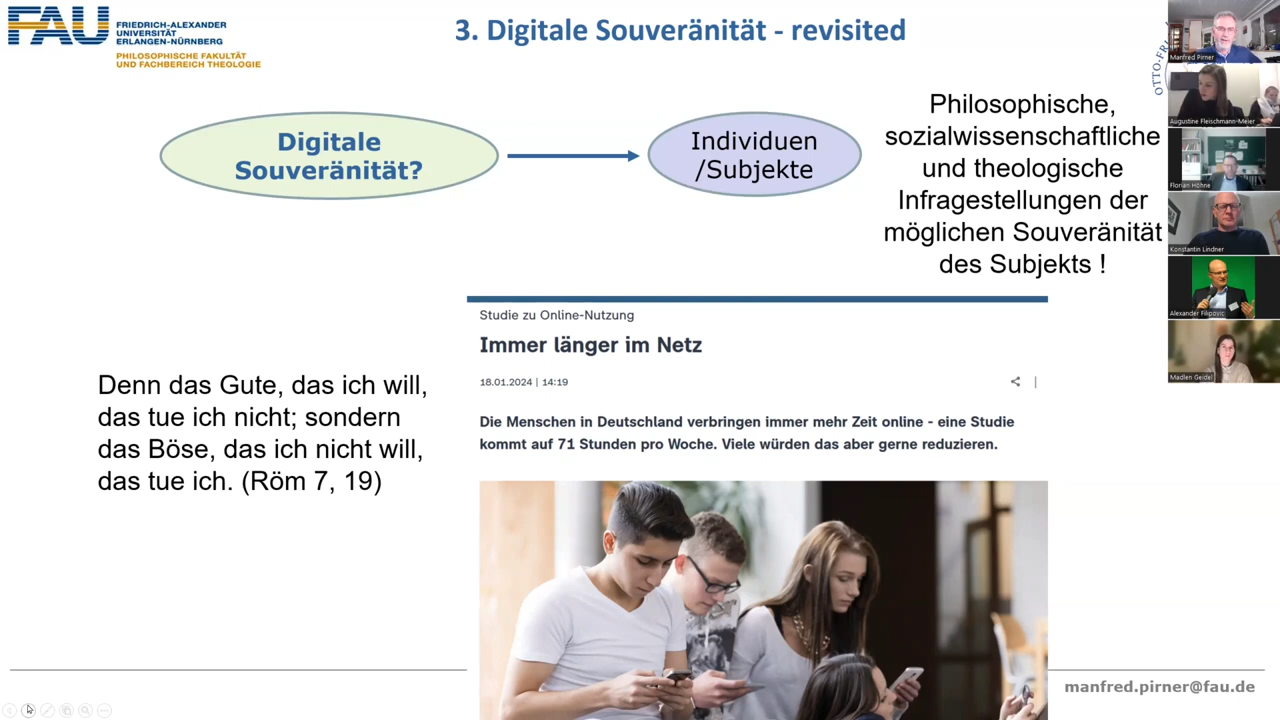 FAU
FRIEDRICH-ALEXANDER
UNIVERSITÄT
ERLANGEN-NÜRNBERG
PHILOSOPHISCHE FAKULTÄT
UND FACHBEREICH THEOLOGIE
3. Digitale Souveränität - revisited
OTTO-FR
Digitale
Souveränität?
Individuen
/Subjekte
Philosophische,
sozialwissenschaftliche
und theologische
Infragestellungen der
möglichen Souveränität
des Subjekts !
Studie zu Online-Nutzung
Immer länger im Netz
18.01.2024 | 14:19
Die Menschen in Deutschland verbringen immer mehr Zeit online - eine Studie
kommt auf 71 Stunden pro Woche. Viele würden das aber gerne reduzieren.
Denn das Gute, das ich will,
das tue ich nicht; sondern
das Böse, das ich nicht will,
das tue ich. (Röm 7, 19)
manfred.pirner@fau.de
Manfred Pirner
Augustine Fleischmann-Meier
Florian Höhne
Konstantin Lindner
Alexander Filipovic
Madlen Geidel